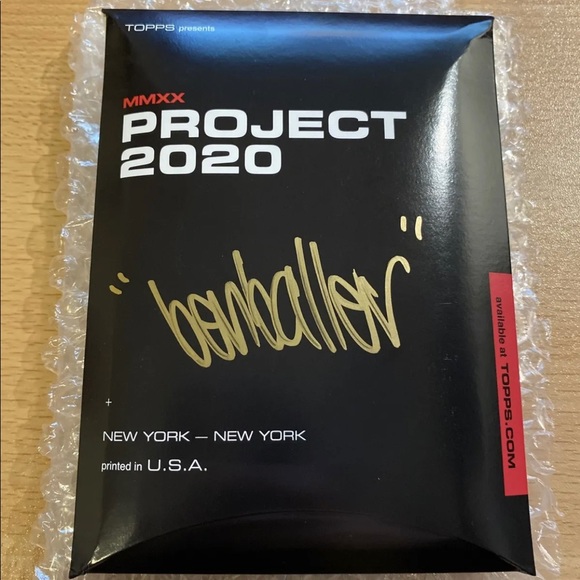 TOPPS presents
MMXX
PROJECT
2020
"benballer"
+
NEW YORK — NEW YORK
printed in U.S.A.
available at TOPPS.COM